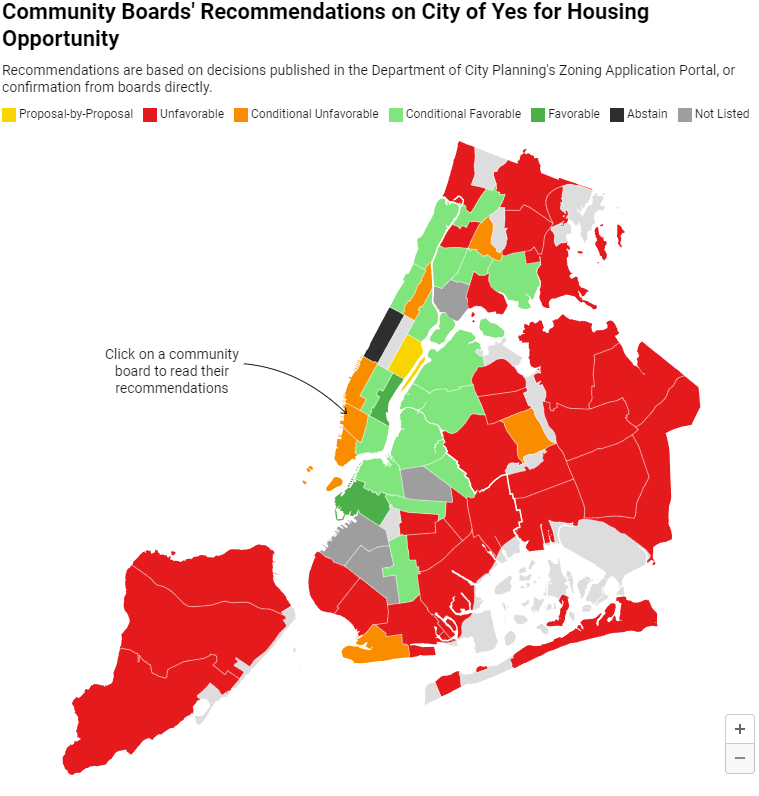 Community Boards' Recommendations on City of Yes for Housing
Opportunity
Recommendations are based on decisions published in the Department of City Planning's Zoning Application Portal, or
confirmation from boards directly.
Proposal-by-Proposal Unfavorable Conditional Unfavorable Conditional Favorable Favorable Abstain Not Listed
Click on a community
board to read their
recommendations
+
−